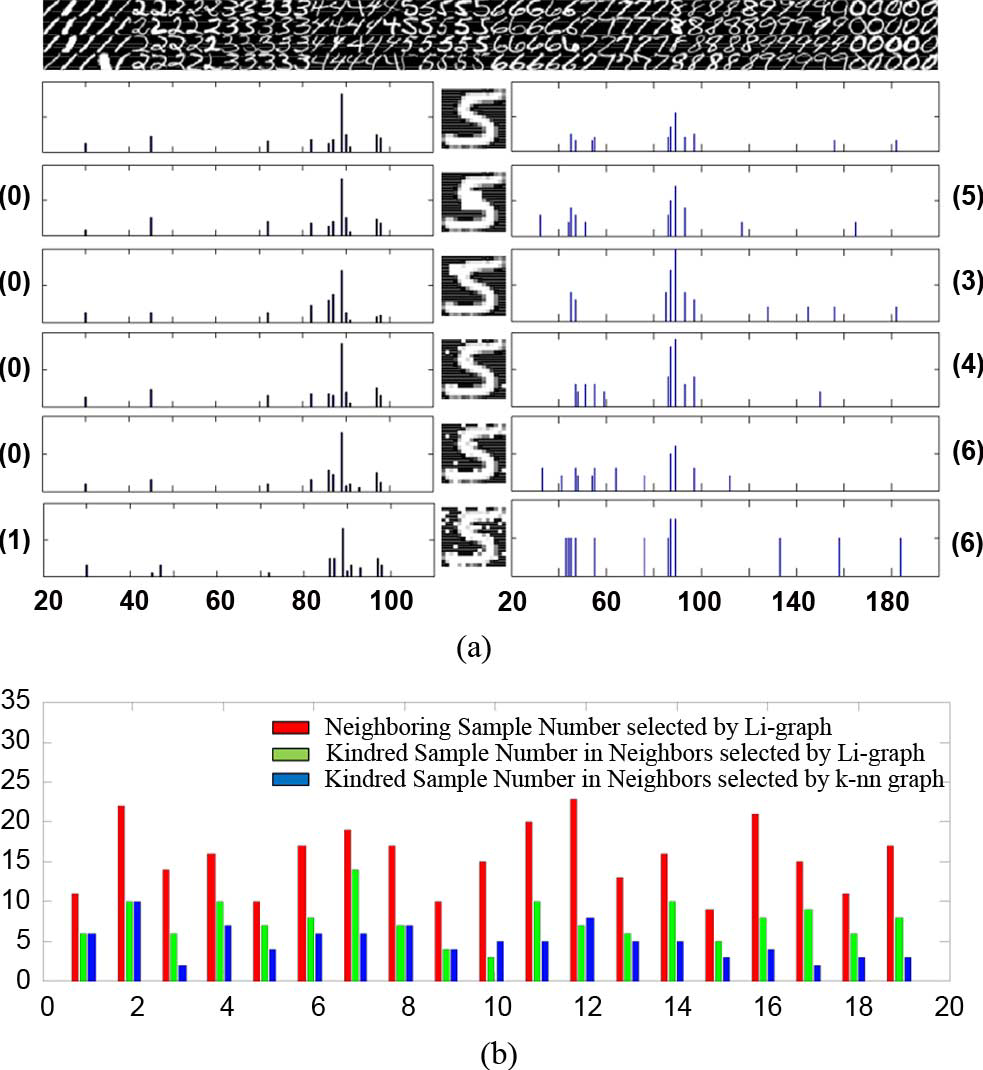 (0) (5)
(0) (3)
(0) (4)
(0) (6)
(1) (6)
20 40 60 80 100 20 60 100 140 180
(a)
35
30
25
20
15
10
5
0
Neighboring Sample Number selected by Li-graph
Kindred Sample Number in Neighbors selected by Li-graph
Kindred Sample Number in Neighbors selected by k-nn graph
0 2 4 6 8 10 12 14 16 18 20
(b)